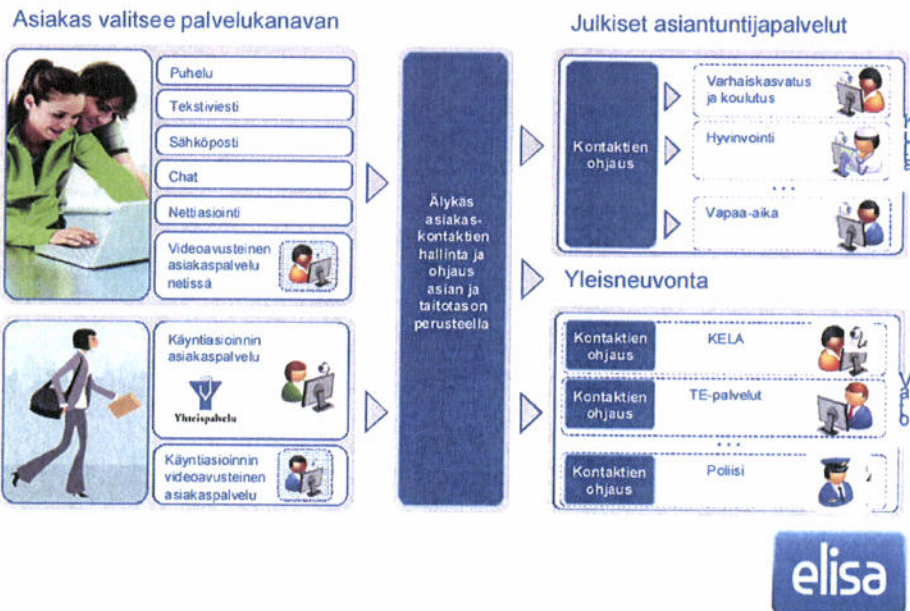 Asiakas valitsee palvelukanavan
Puhelu
Tekstiviesti
Sähköposti
Chat
Nettiasiointi
Videoavusteinen
asiakaspalvelu
netissä
Käyntiasioinnin
asiakaspalvelu
Yhteispalvelu
Käyntiasioinnin
videoavusteinen
asiakaspalvelu
Älykäs
asiakas-
kontaktien
hallinta ja
ohjaus
asian ja
taitotason
perusteella
Julkiset asiantuntijapalvelut
Kontaktien
ohjaus
Varhaiskasvatus
ja koulutus
Hyvinvointi
...
Vapaa-aika
Yleisneuvonta
Kontaktien
ohjaus
KELA
Kontaktien
ohjaus
TE-palvelut
...
Kontaktien
ohjaus
Poliisi
elisa